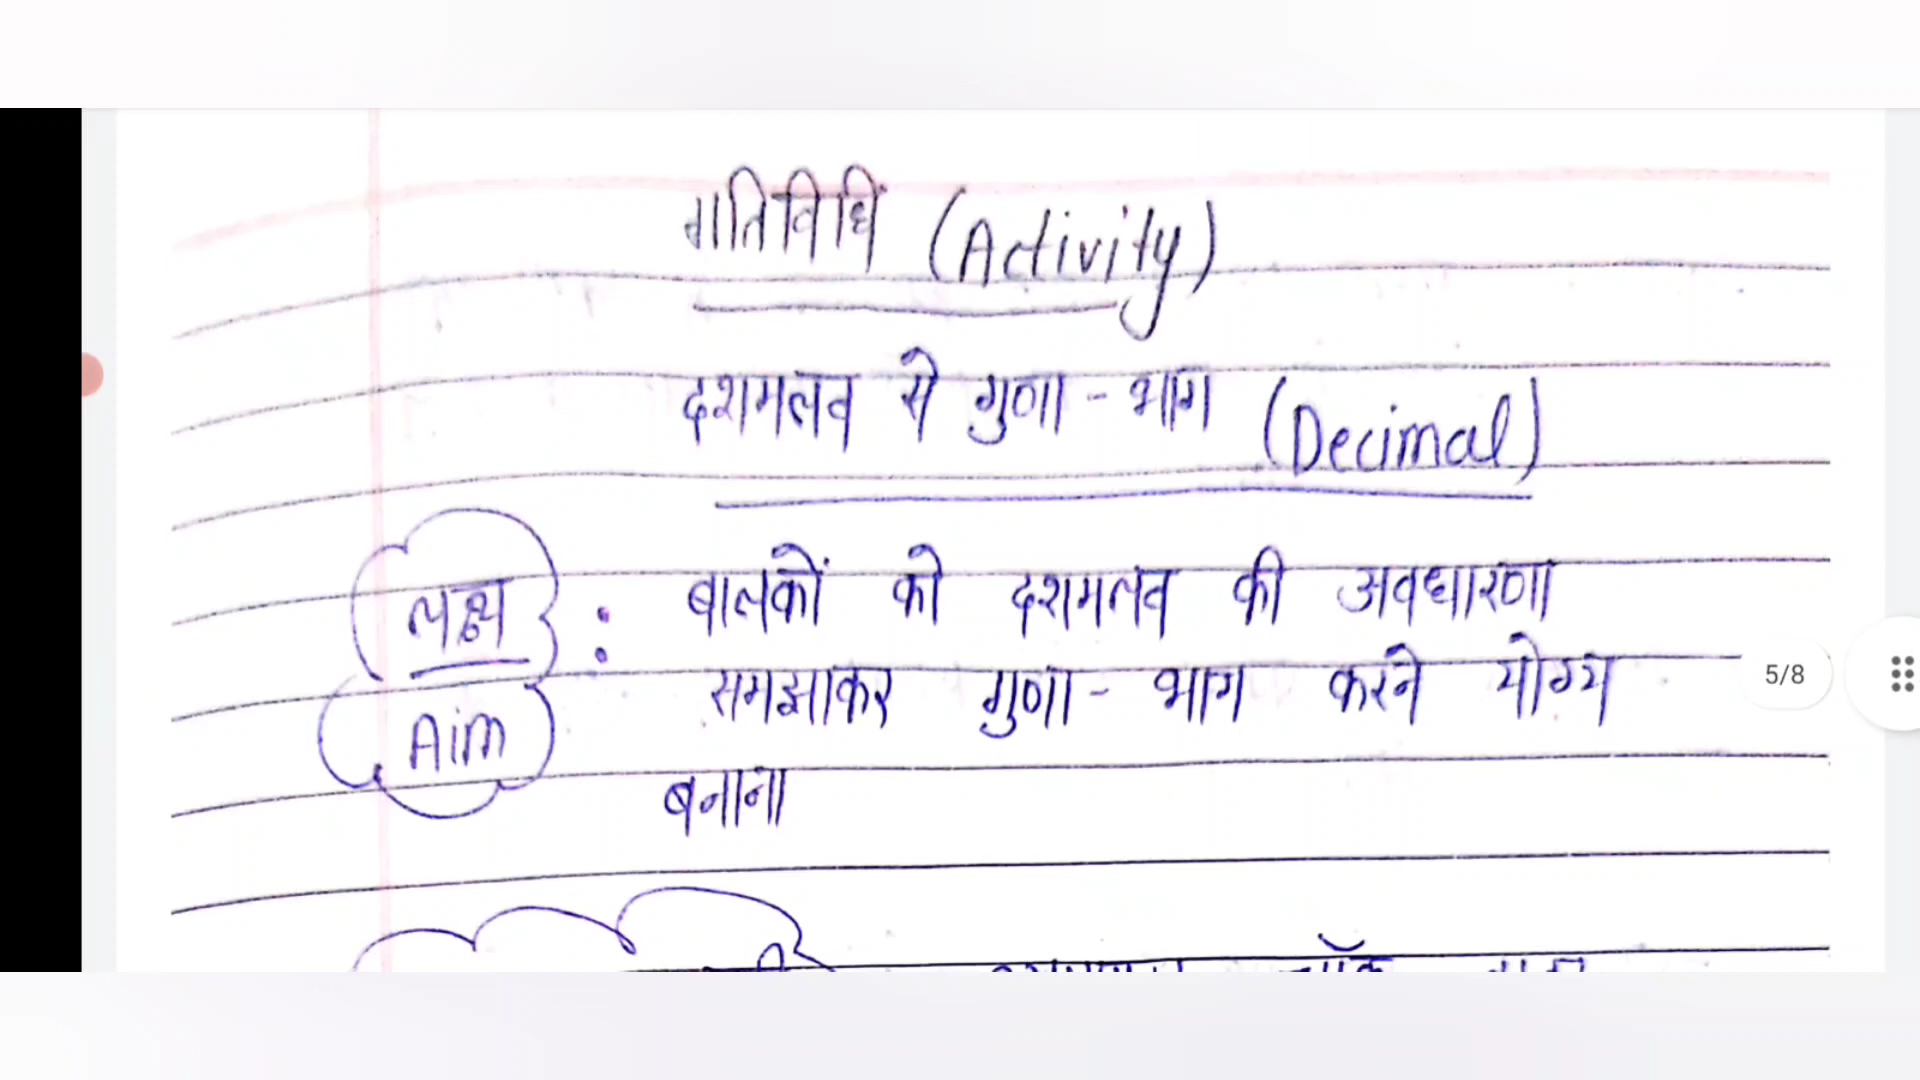 गतिविधि (Activity)
दशमलव से गुणा - भाग (Decimal)
लक्ष्य : बालकों को दशमलव की अवधारणा
समझाकर गुणा - भाग करने योग्य
5/8
Aim
बनाना